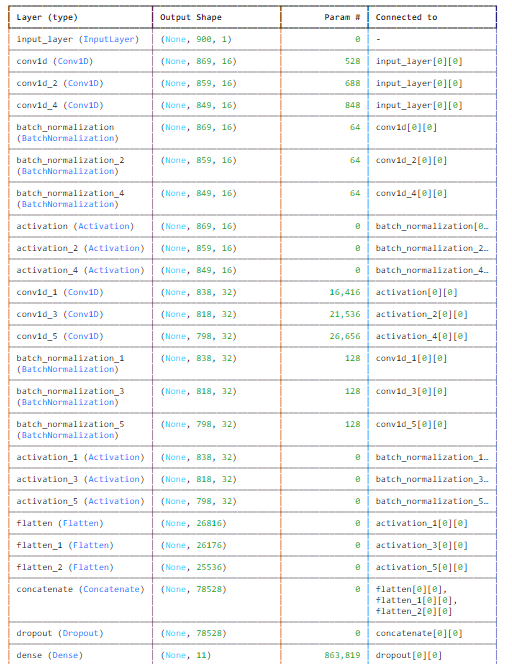 Layer (type) Output Shape Param # Connected to
input_layer (InputLayer) (None, 900, 1) 0 -
conv1d (Conv1D) (None, 869, 16) 528 input_layer[0][0]
conv1d_2 (Conv1D) (None, 859, 16) 688 input_layer[0][0]
conv1d_4 (Conv1D) (None, 849, 16) 848 input_layer[0][0]
batch_normalization (None, 869, 16) 64 conv1d[0][0]
(BatchNormalization)
batch_normalization_2 (None, 859, 16) 64 conv1d_2[0][0]
(BatchNormalization)
batch_normalization_4 (None, 849, 16) 64 conv1d_4[0][0]
(BatchNormalization)
activation (Activation) (None, 869, 16) 0 batch_normalization[0…
activation_2 (Activation) (None, 859, 16) 0 batch_normalization_2…
activation_4 (Activation) (None, 849, 16) 0 batch_normalization_4…
conv1d_1 (Conv1D) (None, 838, 32) 16,416 activation[0][0]
conv1d_3 (Conv1D) (None, 818, 32) 21,536 activation_2[0][0]
conv1d_5 (Conv1D) (None, 798, 32) 26,656 activation_4[0][0]
batch_normalization_1 (None, 838, 32) 128 conv1d_1[0][0]
(BatchNormalization)
batch_normalization_3 (None, 818, 32) 128 conv1d_3[0][0]
(BatchNormalization)
batch_normalization_5 (None, 798, 32) 128 conv1d_5[0][0]
(BatchNormalization)
activation_1 (Activation) (None, 838, 32) 0 batch_normalization_1…
activation_3 (Activation) (None, 818, 32) 0 batch_normalization_3…
activation_5 (Activation) (None, 798, 32) 0 batch_normalization_5…
flatten (Flatten) (None, 26816) 0 activation_1[0][0]
flatten_1 (Flatten) (None, 26176) 0 activation_3[0][0]
flatten_2 (Flatten) (None, 25536) 0 activation_5[0][0]
concatenate (Concatenate) (None, 78528) 0 flatten[0][0],
flatten_1[0][0],
flatten_2[0][0]
dropout (Dropout) (None, 78528) 0 concatenate[0][0]
dense (Dense) (None, 11) 863,819 dropout[0][0]